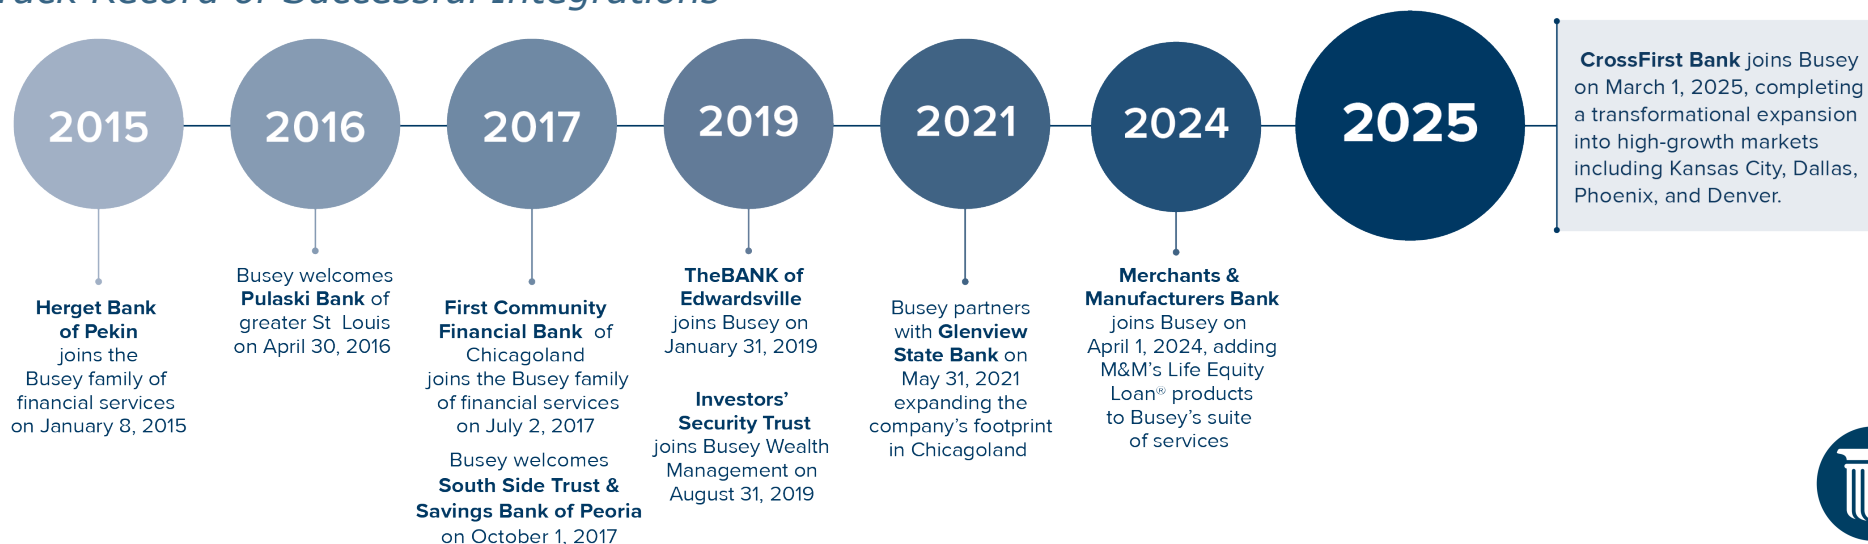 Track Record of Successful Integrations
2015
Herget Bank
of Pekin
joins the
Busey family of
financial services
on January 8, 2015
2016
Busey welcomes
Pulaski Bank of
greater St Louis
on April 30, 2016
2017
First Community
Financial Bank of
Chicagoland
joins the Busey family
of financial services
on July 2, 2017
Busey welcomes
South Side Trust &
Savings Bank of Peoria
on October 1, 2017
2019
TheBANK of
Edwardsville
joins Busey on
January 31, 2019
Investors’
Security Trust
joins Busey Wealth
Management on
August 31, 2019
2021
Busey partners
with Glenview
State Bank on
May 31, 2021
expanding the
company’s footprint
in Chicagoland
2024
Merchants &
Manufacturers Bank
joins Busey on
April 1, 2024, adding
M&M’s Life Equity
Loan® products
to Busey’s suite
of services
2025
CrossFirst Bank joins Busey
on March 1, 2025, completing
a transformational expansion
into high-growth markets
including Kansas City, Dallas,
Phoenix, and Denver.